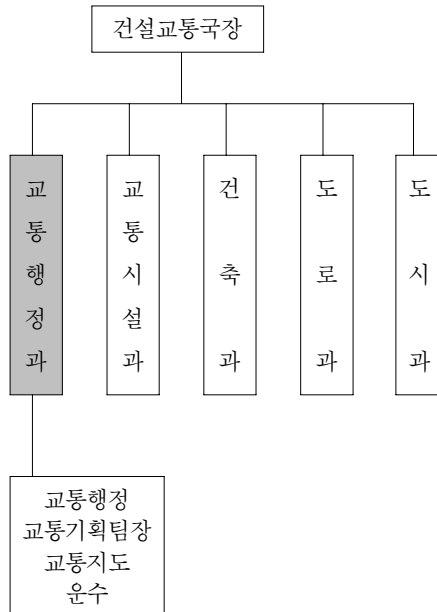 건설교통국장
교통행정과
교통시설과
건축과
도로과
도시과
교통행정
교통기획팀장
교통지도
운수